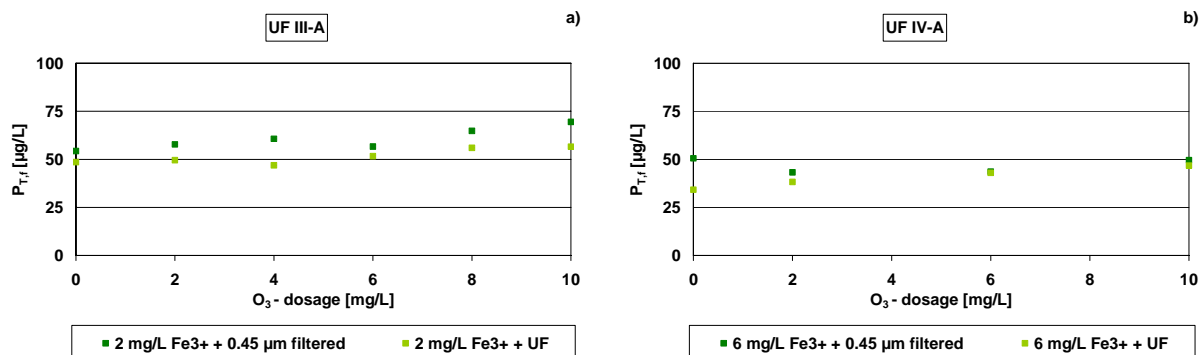 UF III-A
a)
100
75
50
25
0
P_T,f [µg/L]
0 2 4 6 8 10
O₃ - dosage [mg/L]
2 mg/L Fe3+ + 0.45 µm filtered 2 mg/L Fe3+ + UF
UF IV-A
b)
100
75
50
25
0
P_T,f [µg/L]
0 2 4 6 8 10
O₃ - dosage [mg/L]
6 mg/L Fe3+ + 0.45 µm filtered 6 mg/L Fe3+ + UF